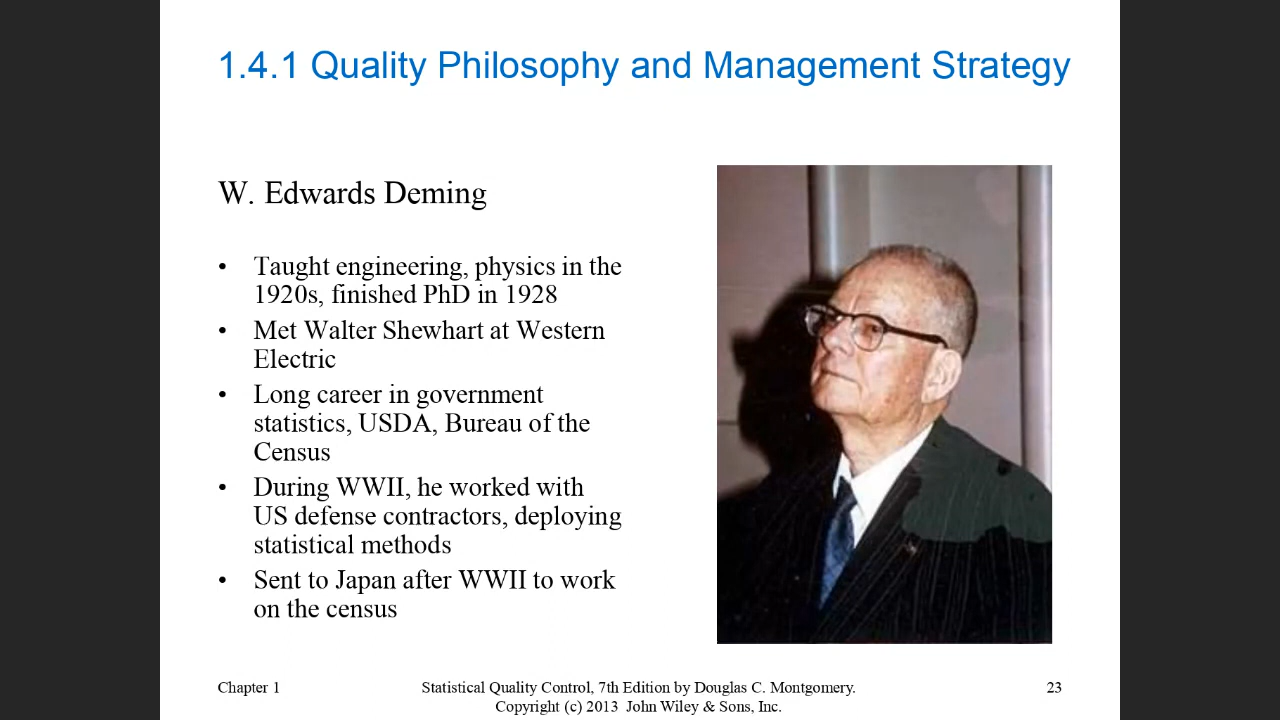 1.4.1 Quality Philosophy and Management Strategy
W. Edwards Deming
• Taught engineering, physics in the
1920s, finished PhD in 1928
• Met Walter Shewhart at Western
Electric
• Long career in government
statistics, USDA, Bureau of the
Census
• During WWII, he worked with
US defense contractors, deploying
statistical methods
• Sent to Japan after WWII to work
on the census
Chapter 1
Statistical Quality Control, 7th Edition by Douglas C. Montgomery.
Copyright (c) 2013 John Wiley & Sons, Inc.
23